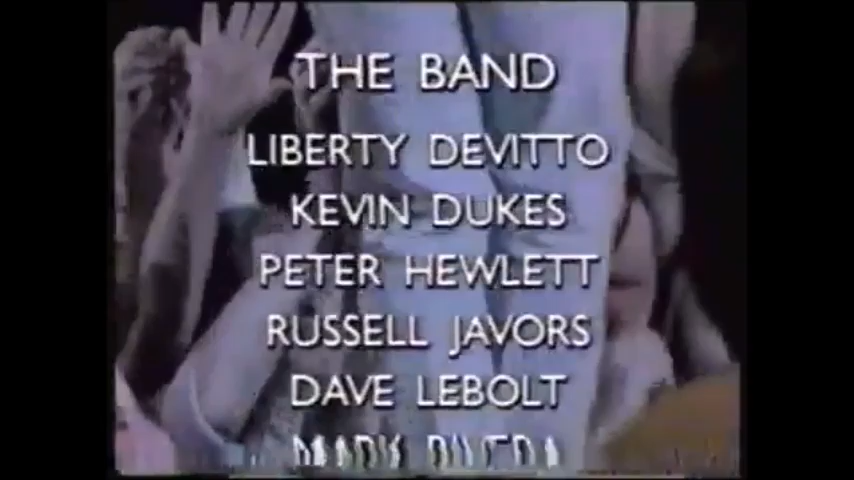 THE BAND
LIBERTY DEVITTO
KEVIN DUKES
PETER HEWLETT
RUSSELL JAVORS
DAVE LEBOLT